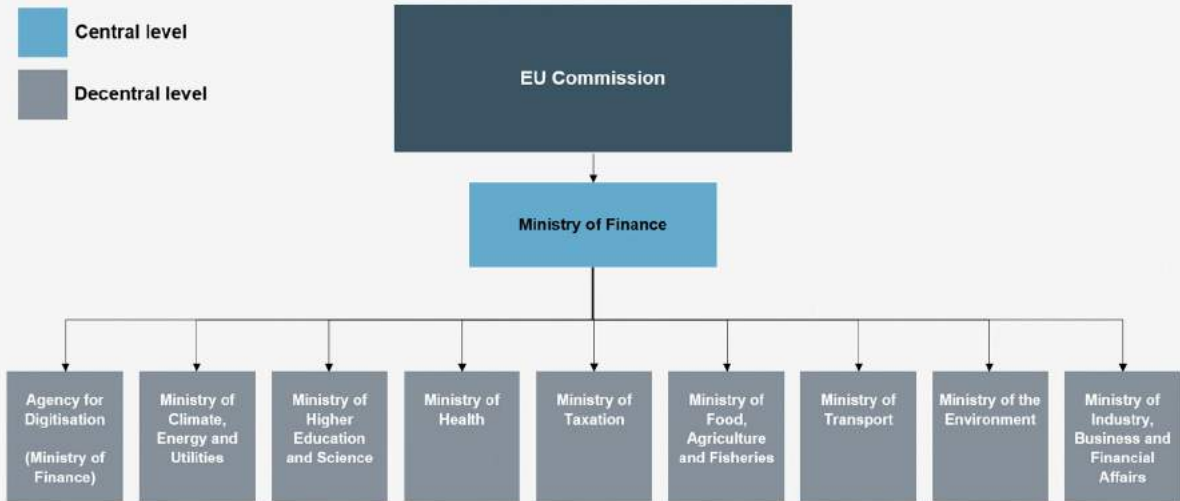 Central level
Decentral level
EU Commission
Ministry of Finance
Agency for
Digitisation
(Ministry of
Finance)
Ministry of
Climate,
Energy and
Utilities
Ministry of
Higher
Education
and Science
Ministry of
Health
Ministry of
Taxation
Ministry of
Food,
Agriculture
and Fisheries
Ministry of
Transport
Ministry of the
Environment
Ministry of
Industry,
Business and
Financial
Affairs